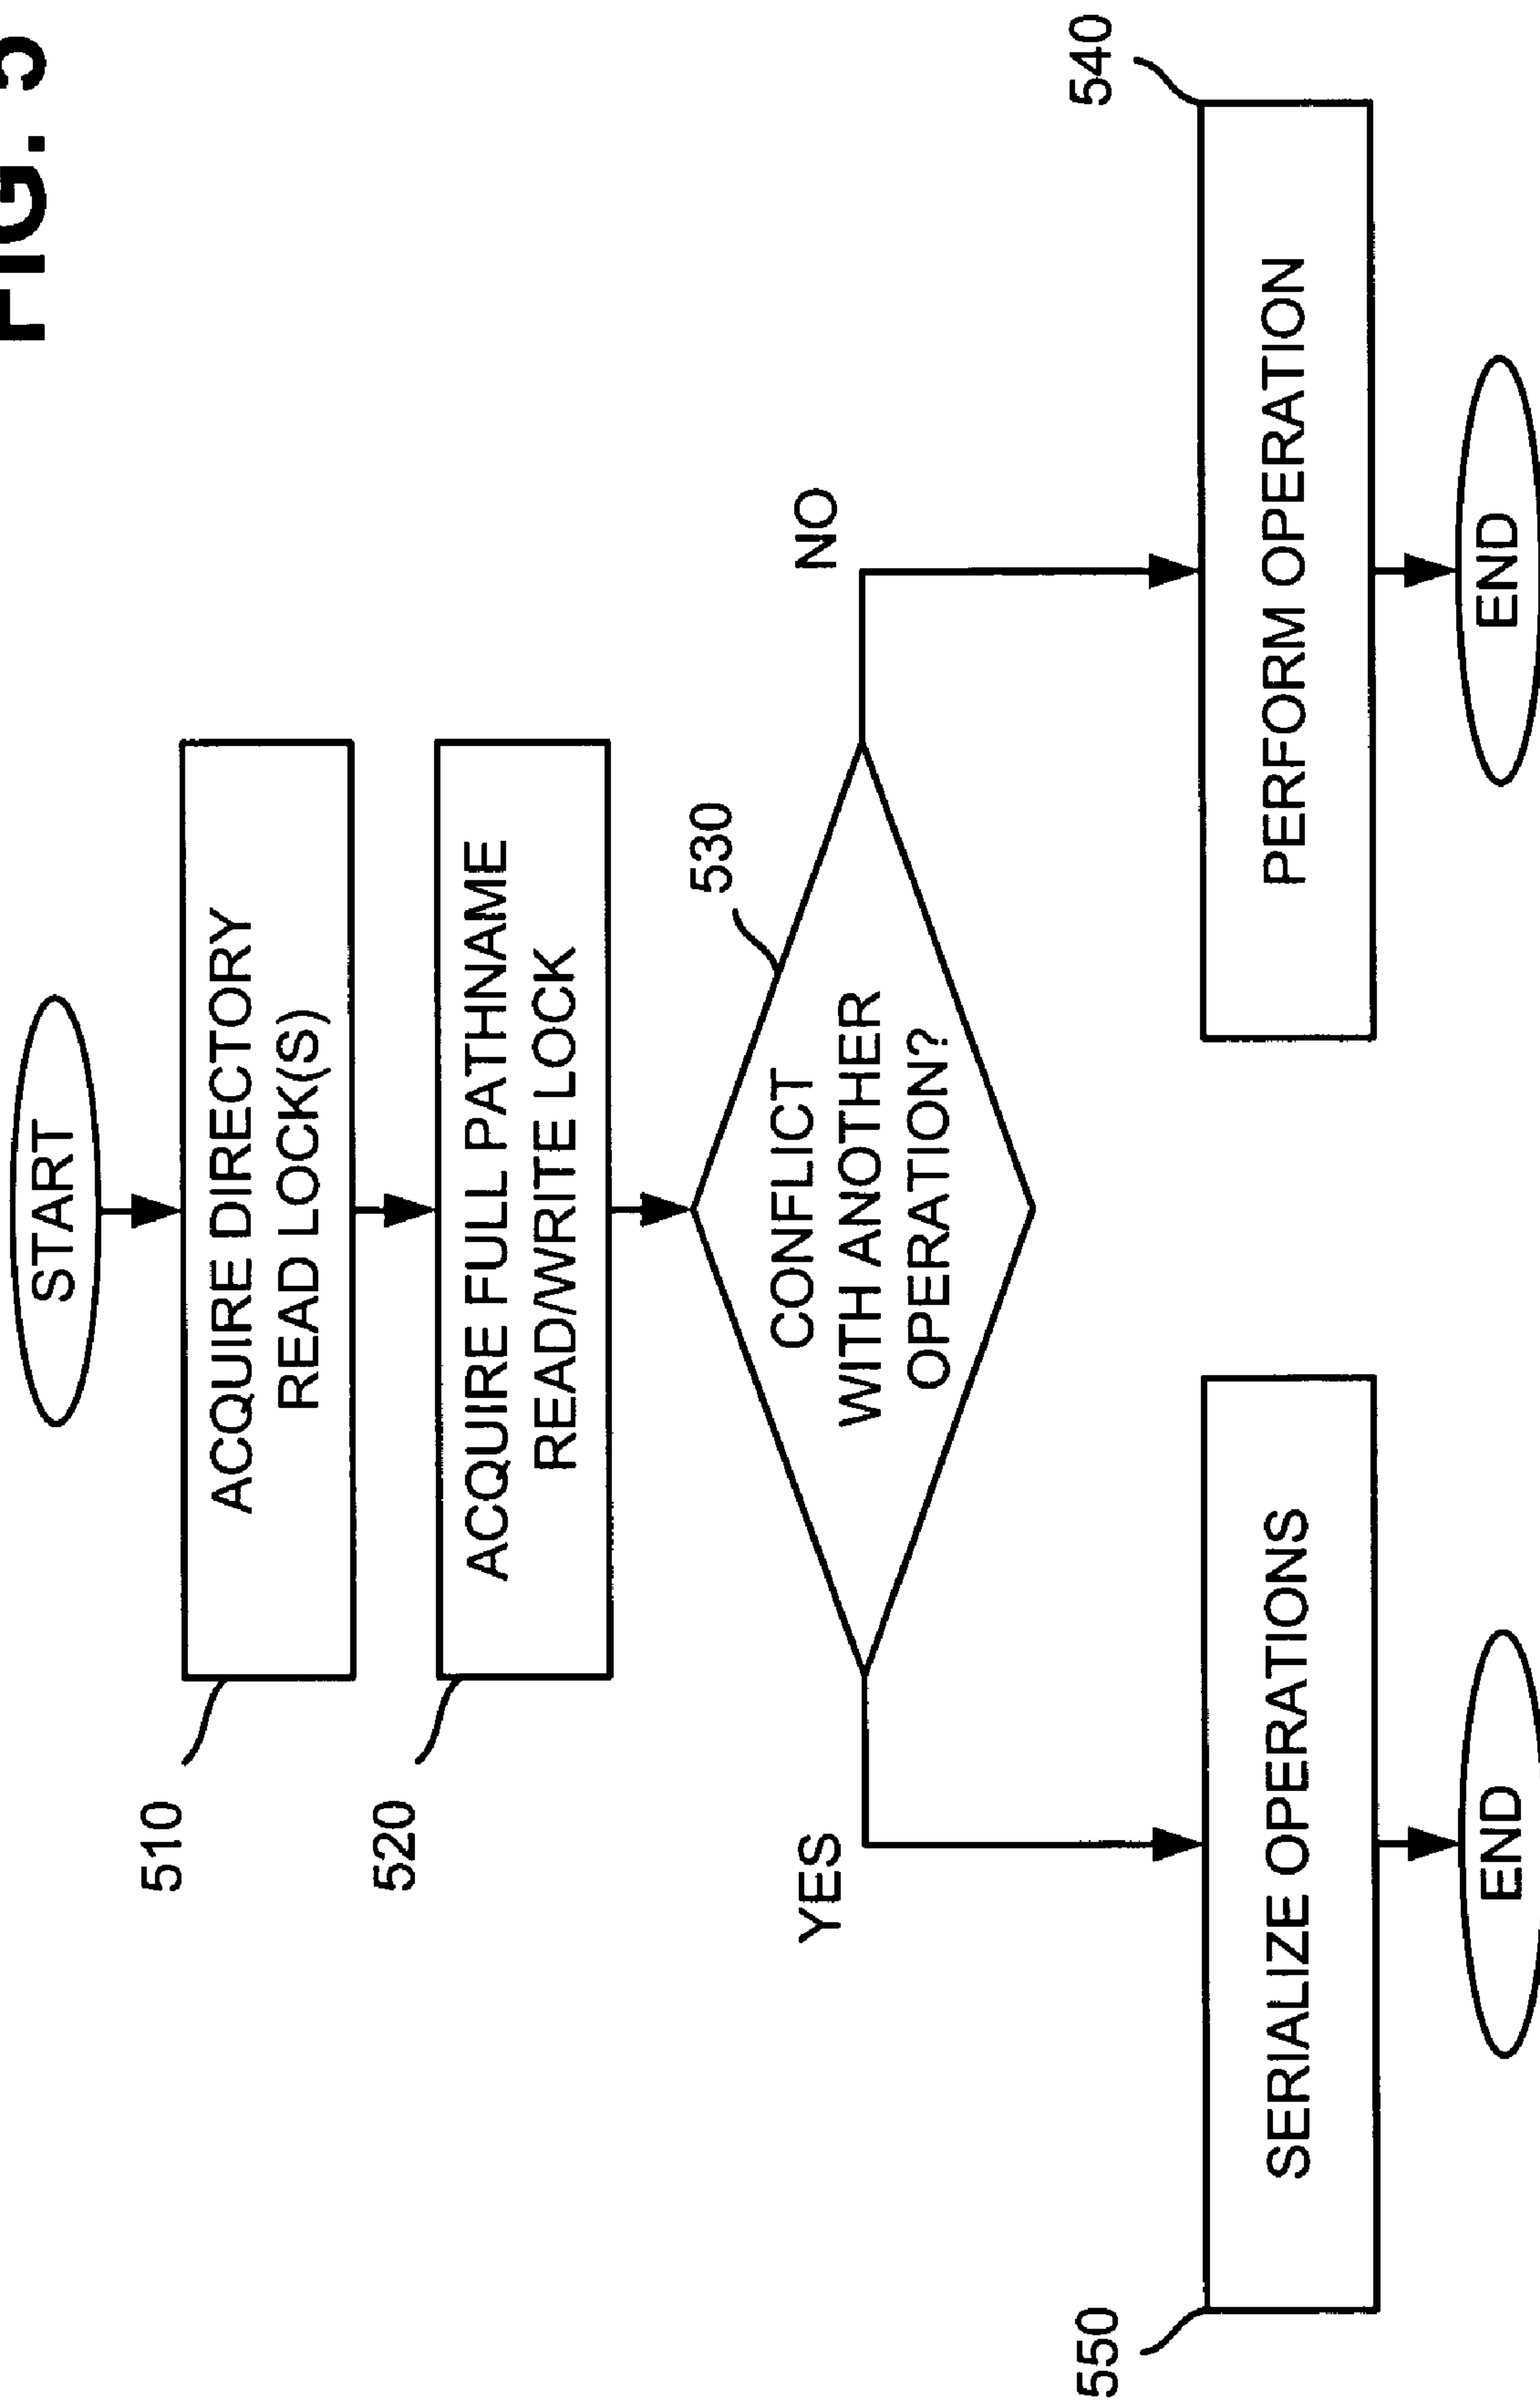 FIG. 5
START
510
ACQUIRE DIRECTORY
READ LOCK(S)
520
ACQUIRE FULL PATHNAME
READ/WRITE LOCK
530
CONFLICT
WITH ANOTHER
OPERATION?
YES
NO
550
SERIALIZE OPERATIONS
540
PERFORM OPERATION
END
END